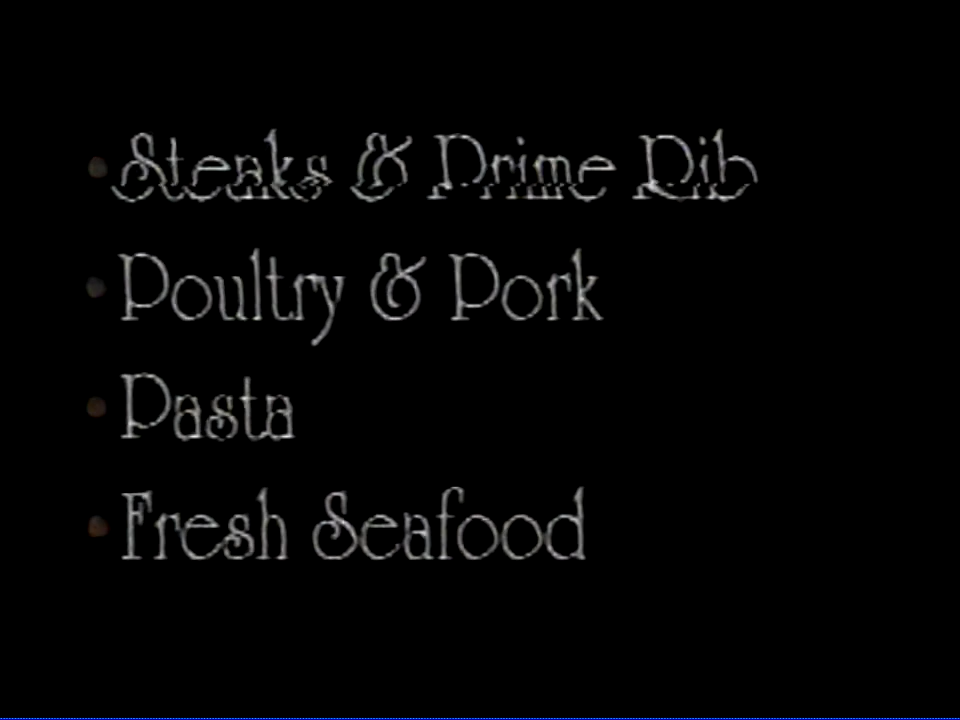 • Steaks & Prime Rib
• Poultry & Pork
• Pasta
• Fresh Seafood